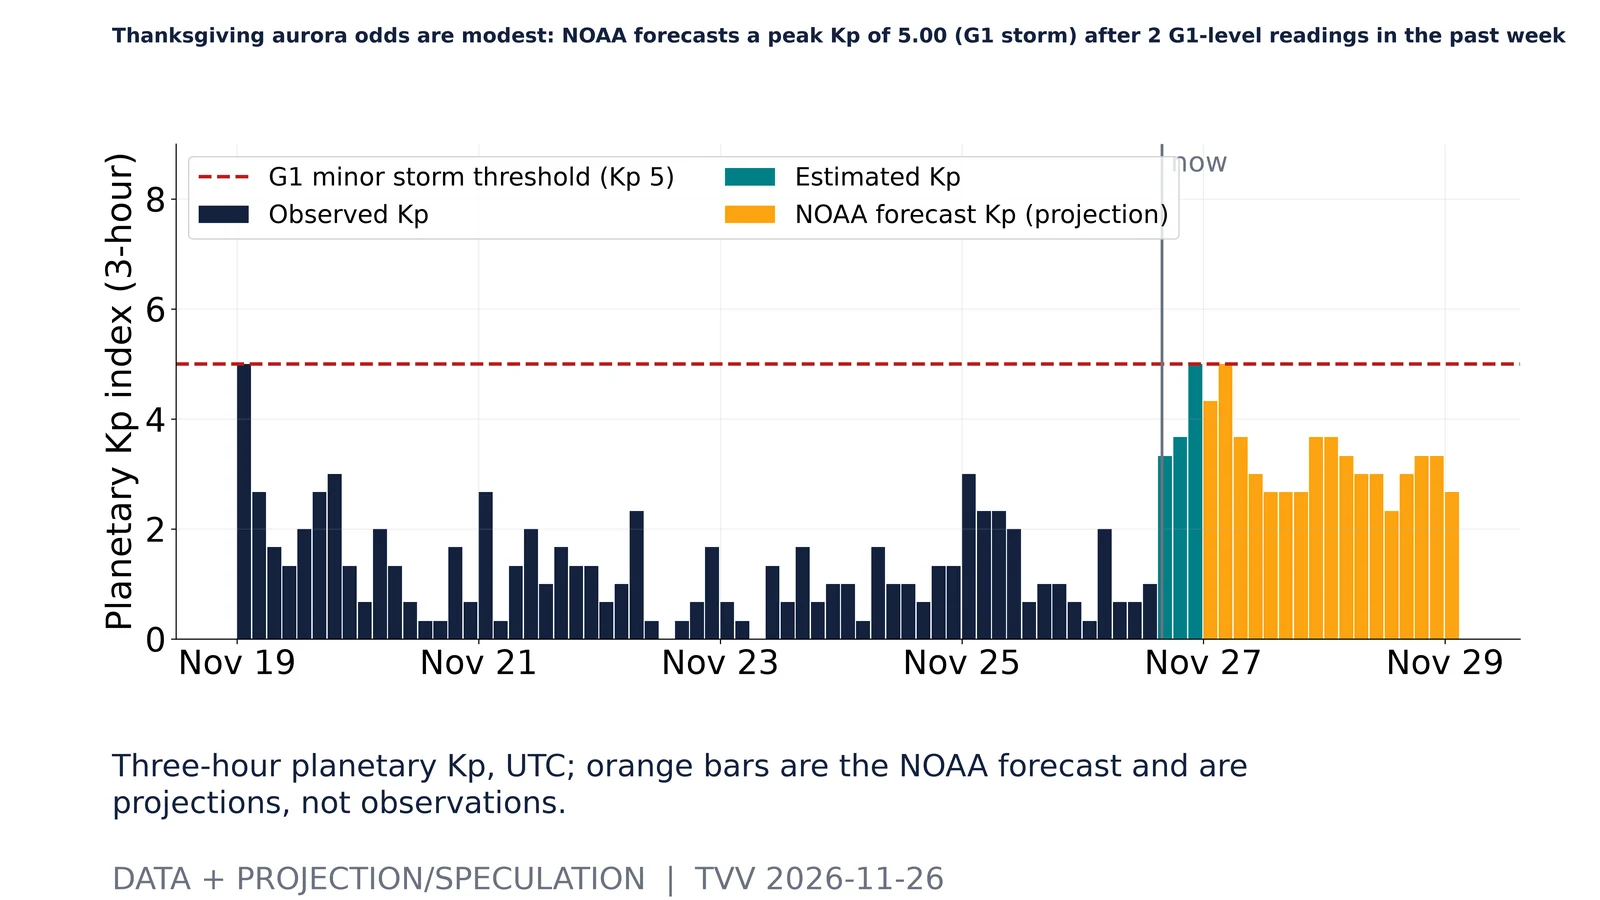 Thanksgiving aurora odds are modest: NOAA forecasts a peak Kp of 5.00 (G1 storm) after 2 G1-level readings in the past week
now
G1 minor storm threshold (Kp 5)
Observed Kp
Estimated Kp
NOAA forecast Kp (projection)
Planetary Kp index (3-hour)
8
6
4
2
0
Nov 19
Nov 21
Nov 23
Nov 25
Nov 27
Nov 29
Three-hour planetary Kp, UTC; orange bars are the NOAA forecast and are
projections, not observations.
DATA + PROJECTION/SPECULATION | TVV 2026-11-26